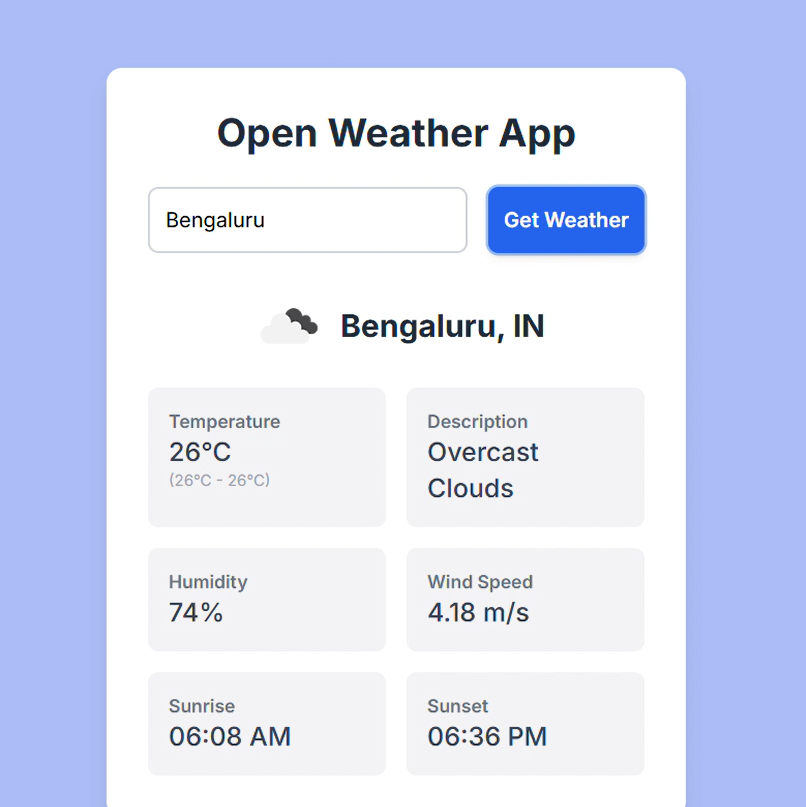 Open Weather App
Bengaluru
Get Weather
Bengaluru, IN
Temperature
26°C
(26°C - 26°C)
Description
Overcast
Clouds
Humidity
74%
Wind Speed
4.18 m/s
Sunrise
06:08 AM
Sunset
06:36 PM